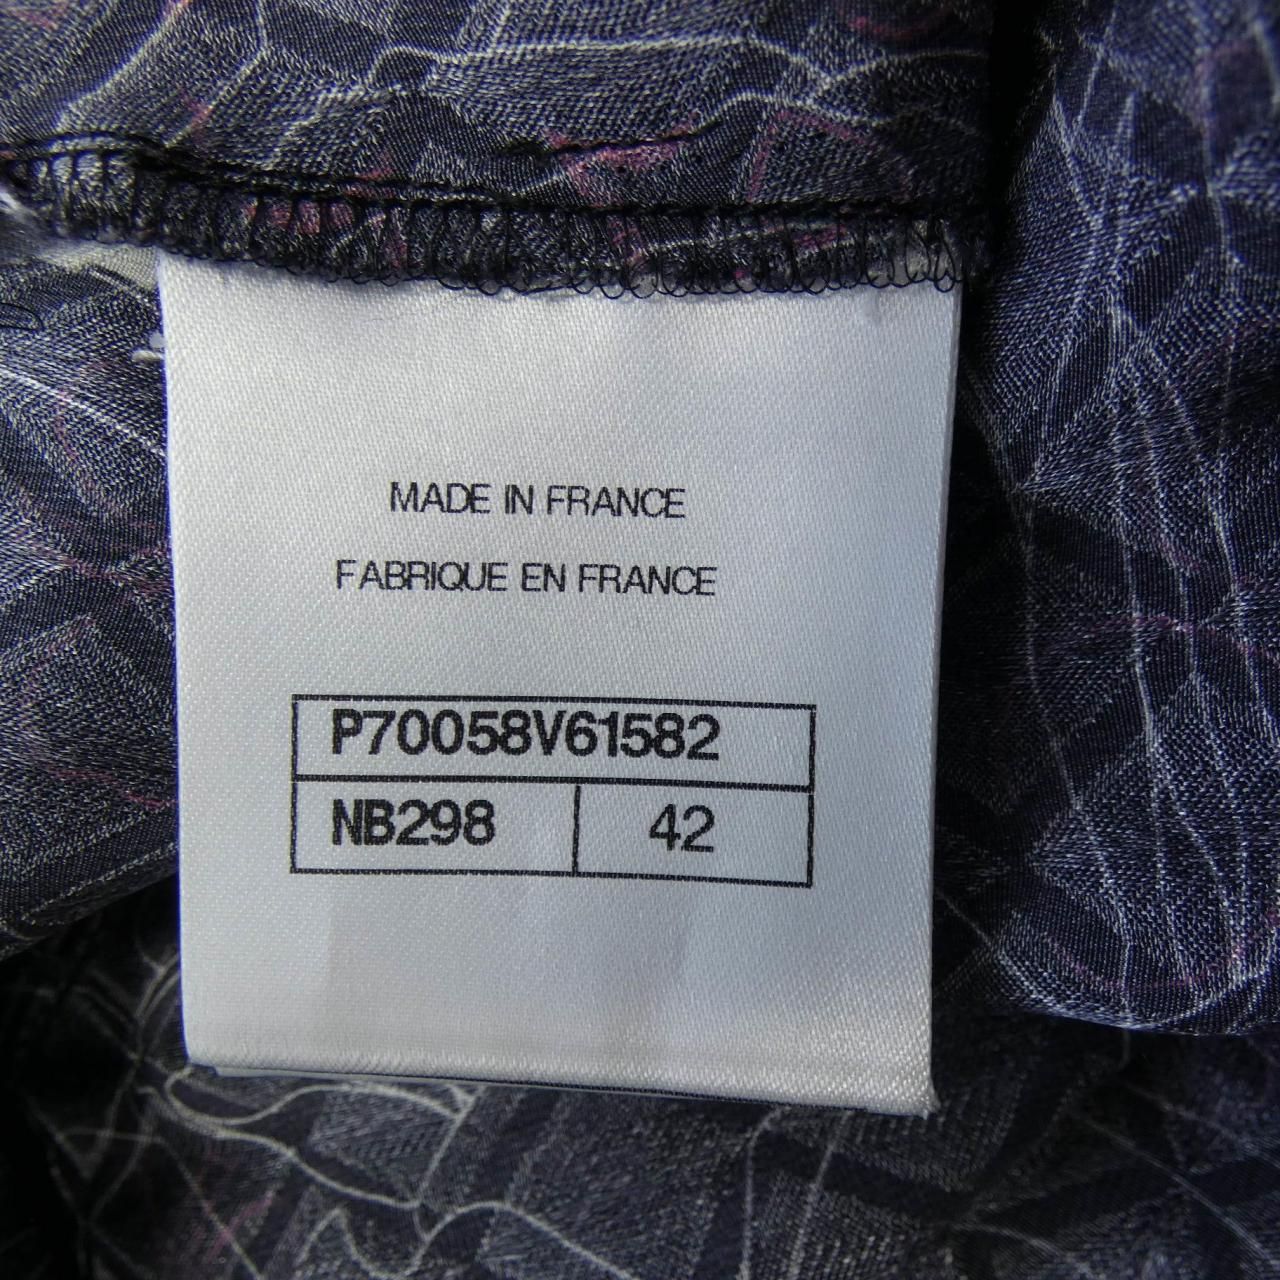 MADE IN FRANCE
FABRIQUE EN FRANCE
P70058V61582
NB298 42